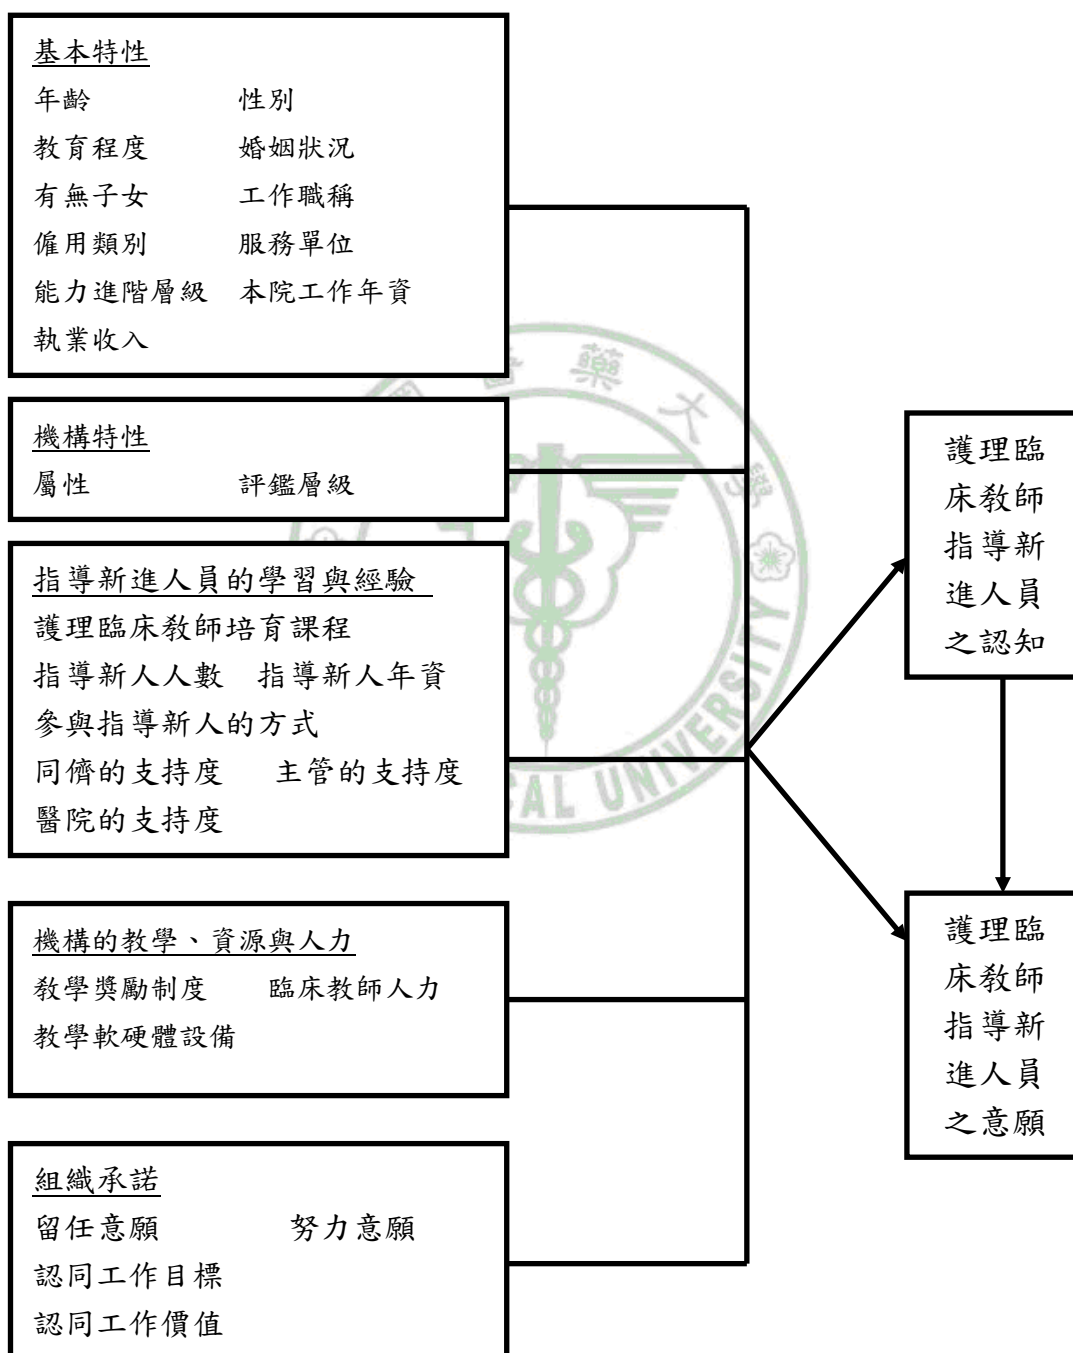 基本特性
年齡 性別
教育程度 婚姻狀況
有無子女 工作職稱
僱用類別 服務單位
能力進階層級 本院工作年資
執業收入
機構特性
屬性 評鑑層級
指導新進人員的學習與經驗
護理臨床教師培育課程
指導新人人數 指導新人年資
參與指導新人的方式
同儕的支持度 主管的支持度
醫院的支持度
機構的教學、資源與人力
教學獎勵制度 臨床教師人力
教學軟硬體設備
組織承諾
留任意願 努力意願
認同工作目標
認同工作價值
護理臨
床教師
指導新
進人員
之認知
護理臨
床教師
指導新
進人員
之意願
醫藥大學
CAL UNIVERSITY